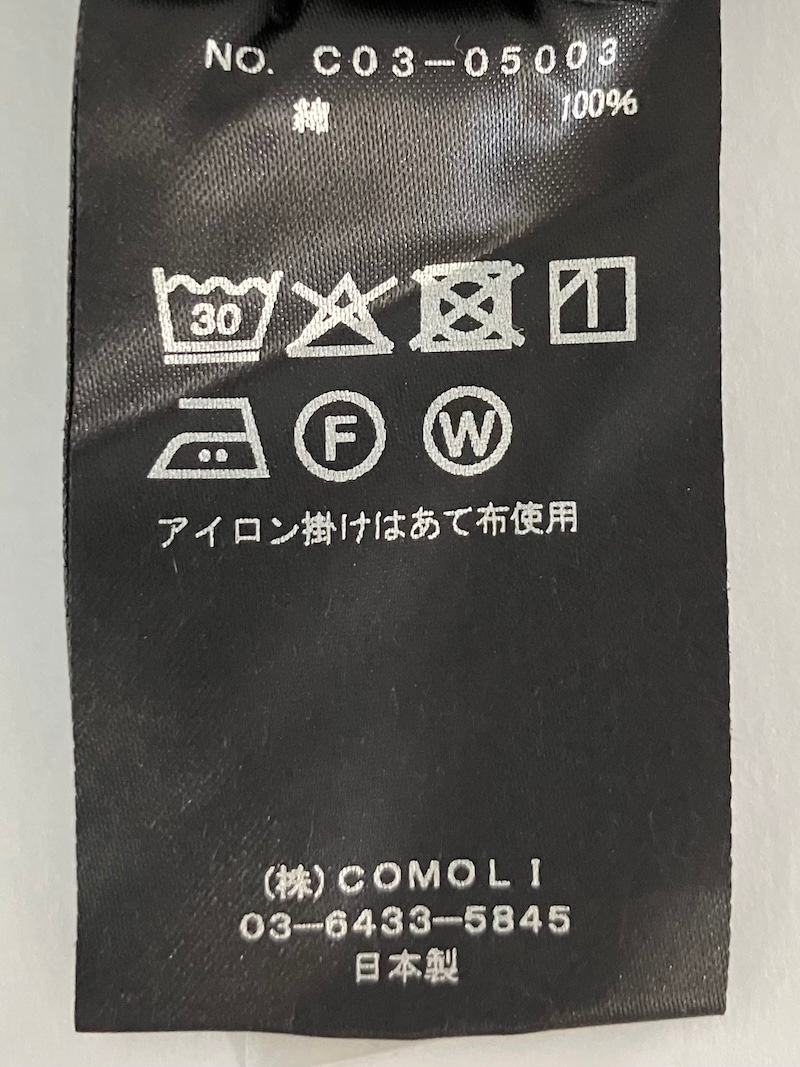 NO. C03-05003
綿 100%
30
F W
アイロン掛けはあて布使用
(株)COMOLI
03-6433-5845
日本製